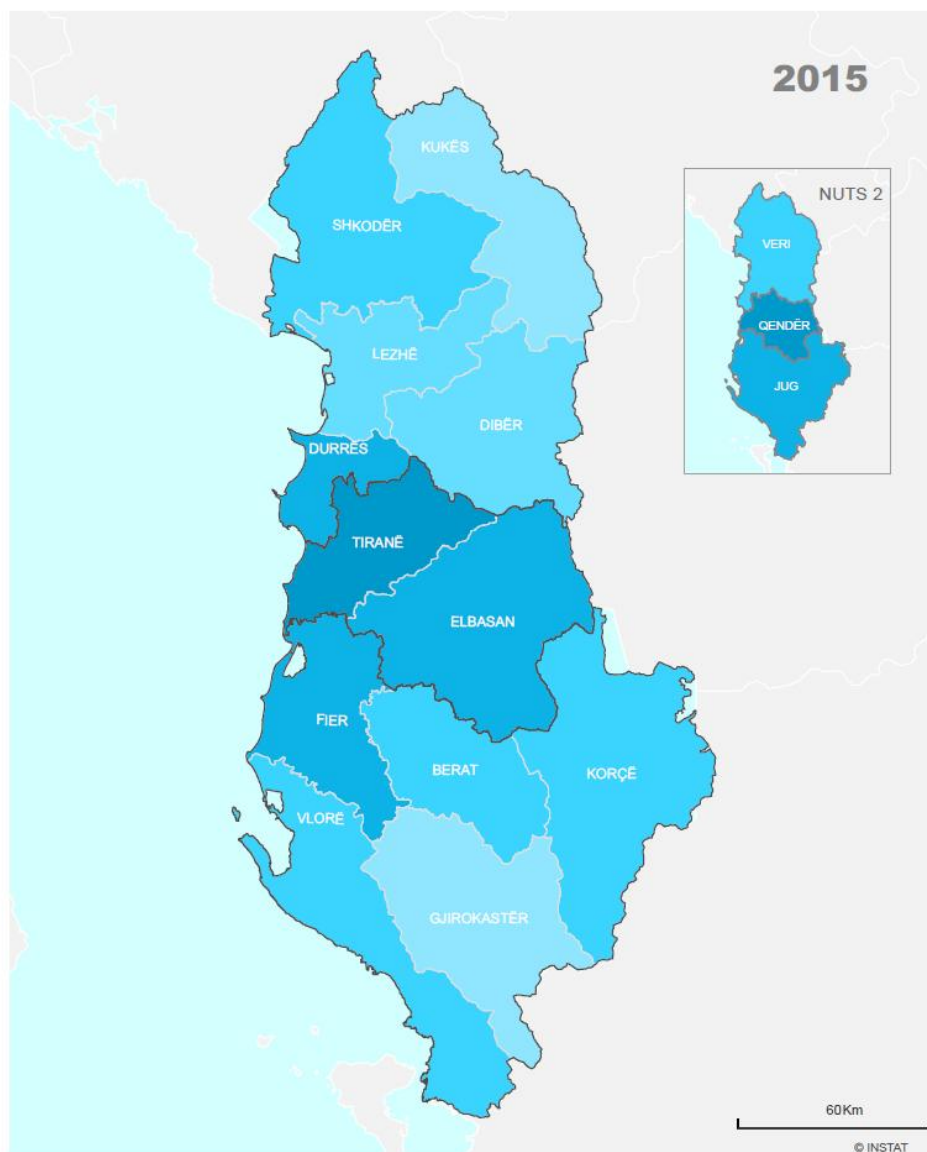 2015
KUKËS
NUTS 2
SHKODËR
VERI
LEZHË
QENDËR
JUG
DIBËR
DURRËS
TIRANË
ELBASAN
FIER
BERAT
KORÇË
VLORË
GJIROKASTËR
60Km
© INSTAT